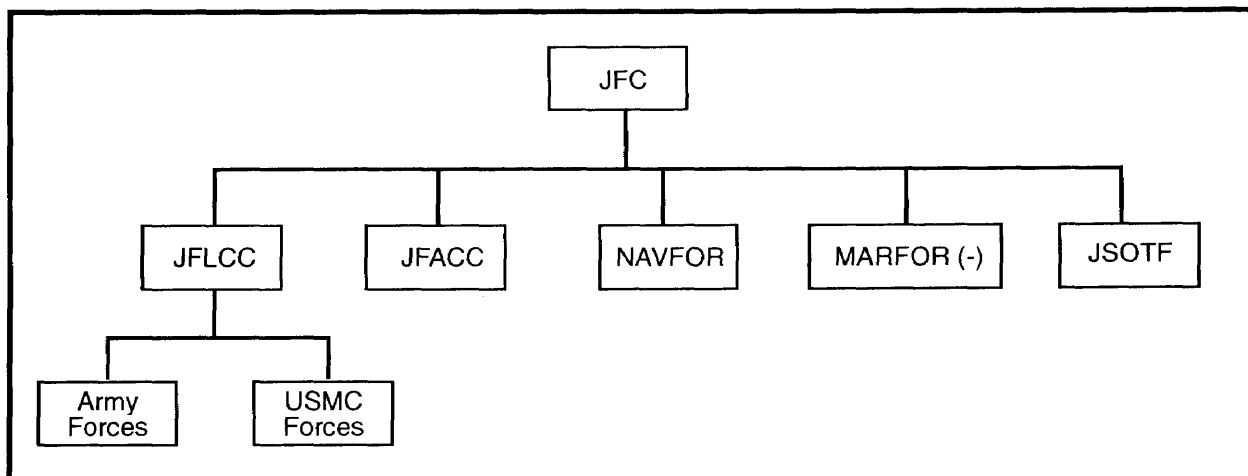 JFC
JFLCC
JFACC
NAVFOR
MARFOR (-)
JSOTF
Army
Forces
USMC
Forces